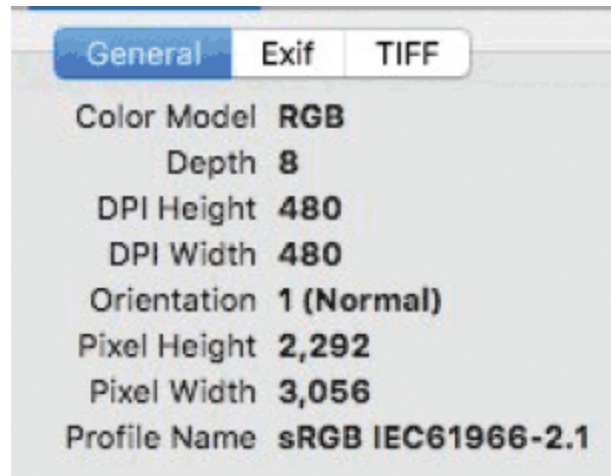 General Exif TIFF
Color Model RGB
Depth 8
DPI Height 480
DPI Width 480
Orientation 1 (Normal)
Pixel Height 2,292
Pixel Width 3,056
Profile Name sRGB IEC61966-2.1